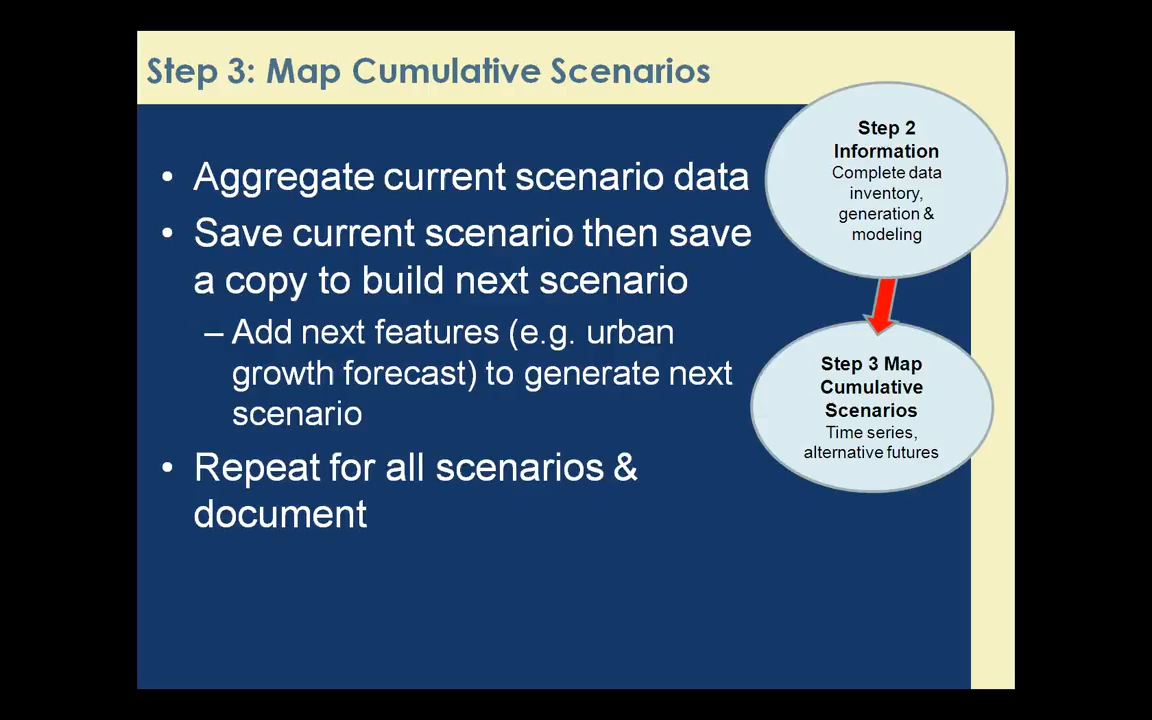 Step 3: Map Cumulative Scenarios
• Aggregate current scenario data
• Save current scenario then save
a copy to build next scenario
– Add next features (e.g. urban
growth forecast) to generate next
scenario
• Repeat for all scenarios &
document
Step 2
Information
Complete data
inventory,
generation &
modeling
Step 3 Map
Cumulative
Scenarios
Time series,
alternative futures